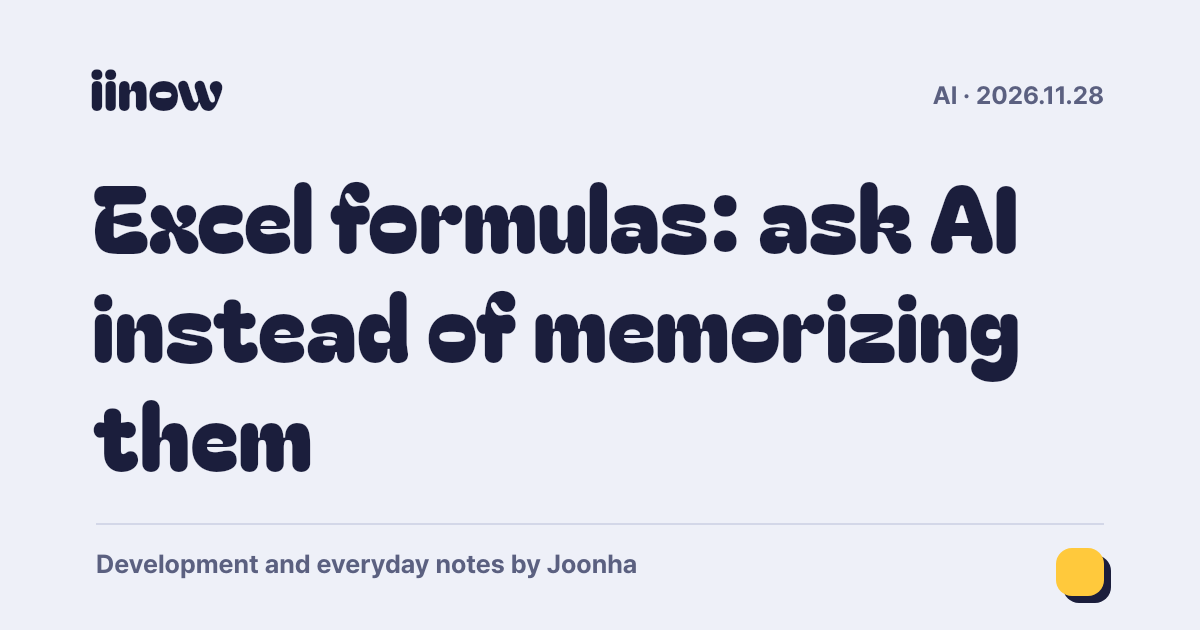 iinow
AI · 2026.11.28
Excel formulas: ask AI
instead of memorizing
them
Development and everyday notes by Joonha